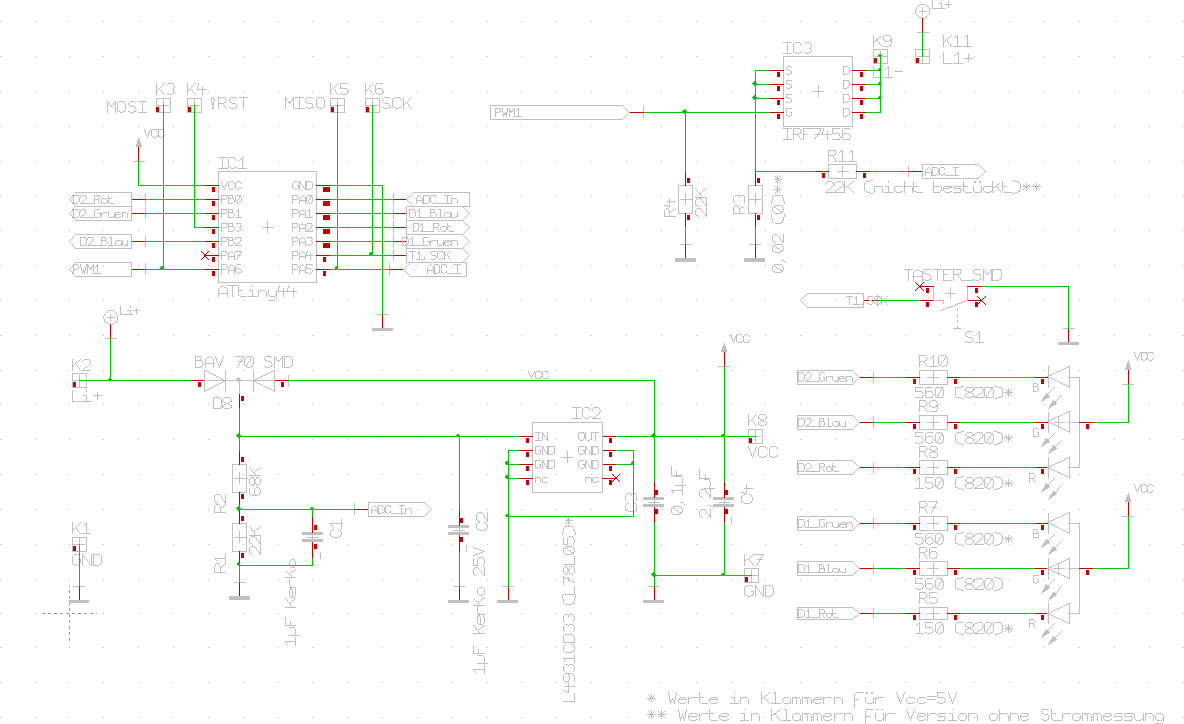 Li+
K9
K11
L1-
L1+
IC3
S
D
S
D
S
D
G
D
IRF7456
PWM1
K3
K4
K5
K6
MOSI
!RST
MISO
SCK
VCC
IC1
VCC
GND
PB0
PA0
PB1
PA1
PB3
PA2
PB2
PA3
PA7
PA4
PA6
PA5
ATtiny44
D2_Rot
D2_Gruen
D2_Blau
PWM1
ADC_In
D1_Blau
D1_Rot
D1_Gruen
T1,SCK
ADC_I
R11
ADC_I
22K (nicht bestückt)**
R4
22K
R3
**
(0)
0,02
TASTER_SMD
T1,SCK
S1
Li+
K2
Li+
BAV 70 SMD
D8
VCC
VCC
IC2
IN
OUT
GND
GND
GND
GND
nc
nc
L4931CD33 (L78L05)*
K8
VCC
K7
GND
C3
0,1µF
2,2µF
C4
R2
68K
R1
22K
ADC_In
C1
1µF KerKo
C2
1µF KerKo 25V
K1
GND
D2_Gruen
R10
560 (820)*
B
VCC
D2_Blau
R9
560 (820)*
G
D2_Rot
R8
150 (820)*
R
D1_Gruen
R7
560 (820)*
B
VCC
D1_Blau
R6
560 (820)*
G
D1_Rot
R5
150 (820)*
R
* Werte in Klammern für Vcc=5V
** Werte in Klammern für Version ohne Strommessung